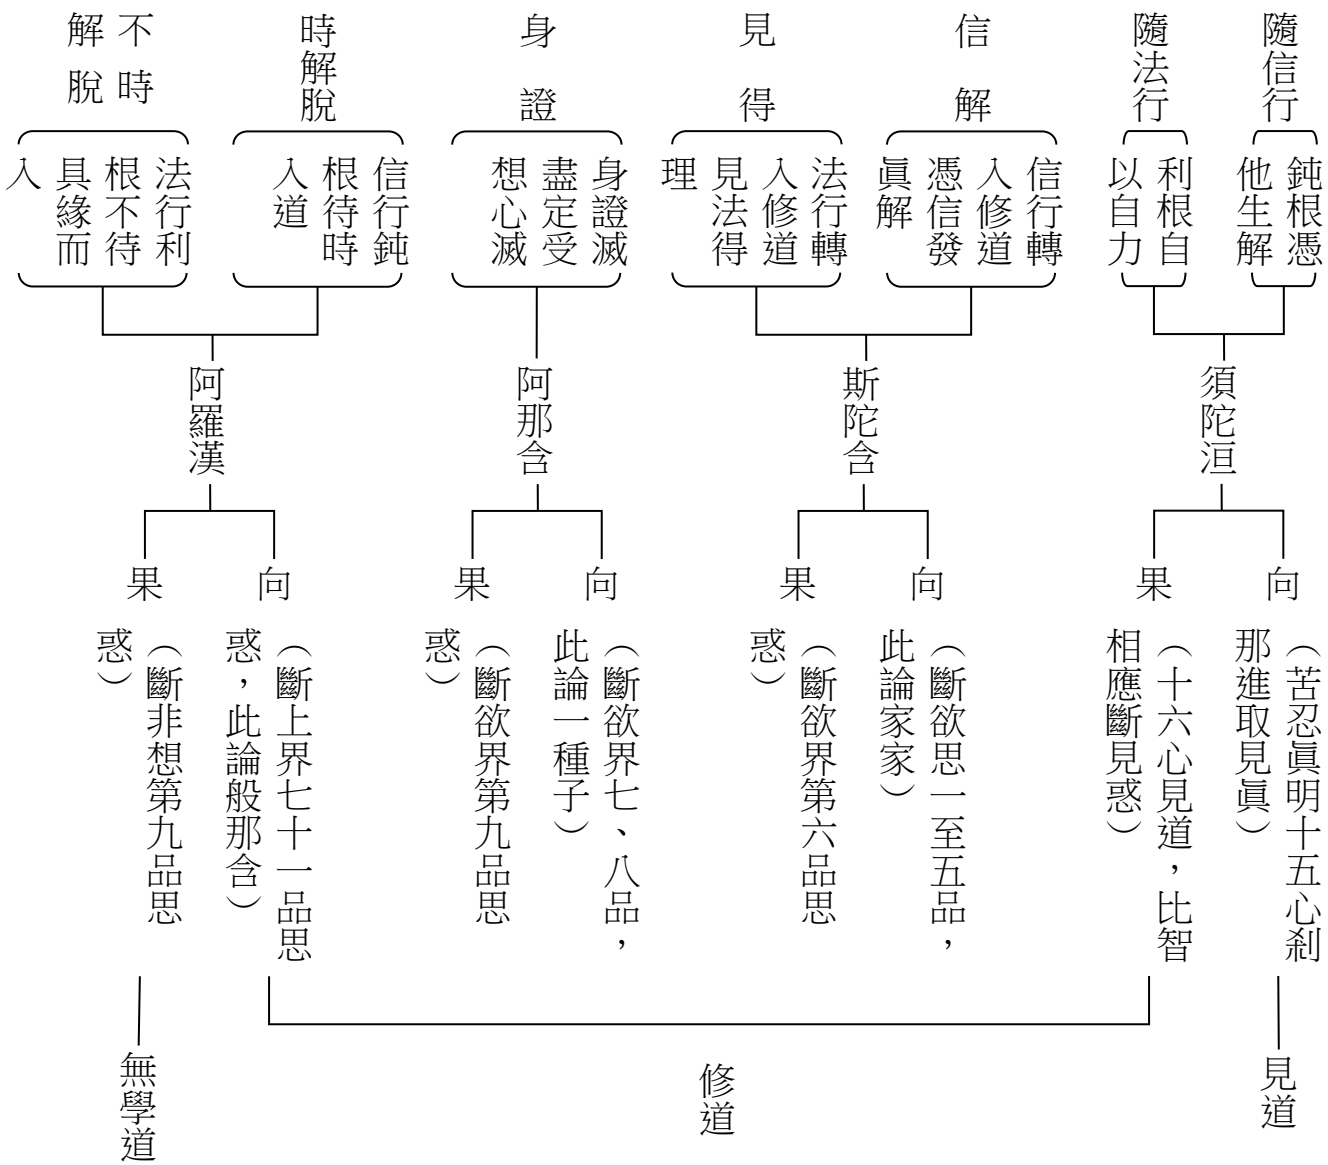 隨信行
鈍根憑
他生解
隨法行
利根自
以自力
信解
信行轉
入修道
憑信發
眞解
見得
法行轉
入修道
見法得
理
身證
身證滅
盡定受
想心滅
時解脫
信行鈍
根待時
入道
不時
解脫
法行利
根不待
具緣而
入
須陀洹
斯陀含
阿那含
阿羅漢
向
（苦忍眞明十五心剎
那進取見眞）
果
（十六心見道，比智
相應斷見惑）
向
（斷欲思一至五品，
此論家家）
果
（斷欲界第六品思
惑）
向
（斷欲界七、八品，
此論一種子）
果
（斷欲界第九品思
惑）
向
（斷上界七十一品思
惑，此論般那含）
果
（斷非想第九品思
惑）
見道
修道
無學道